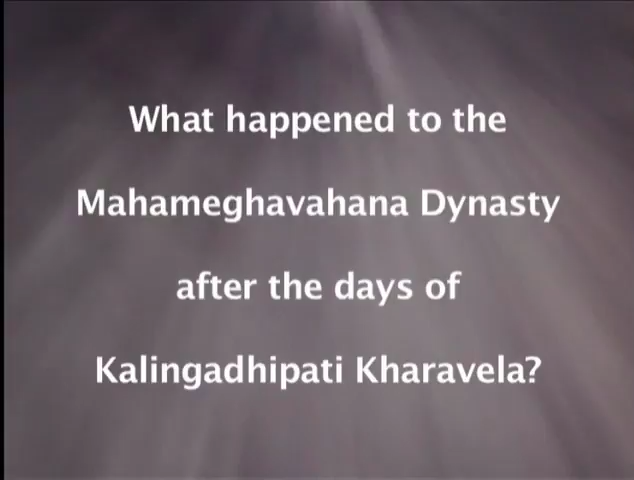 What happened to the
Mahameghavahana Dynasty
after the days of
Kalingadhipati Kharavela?